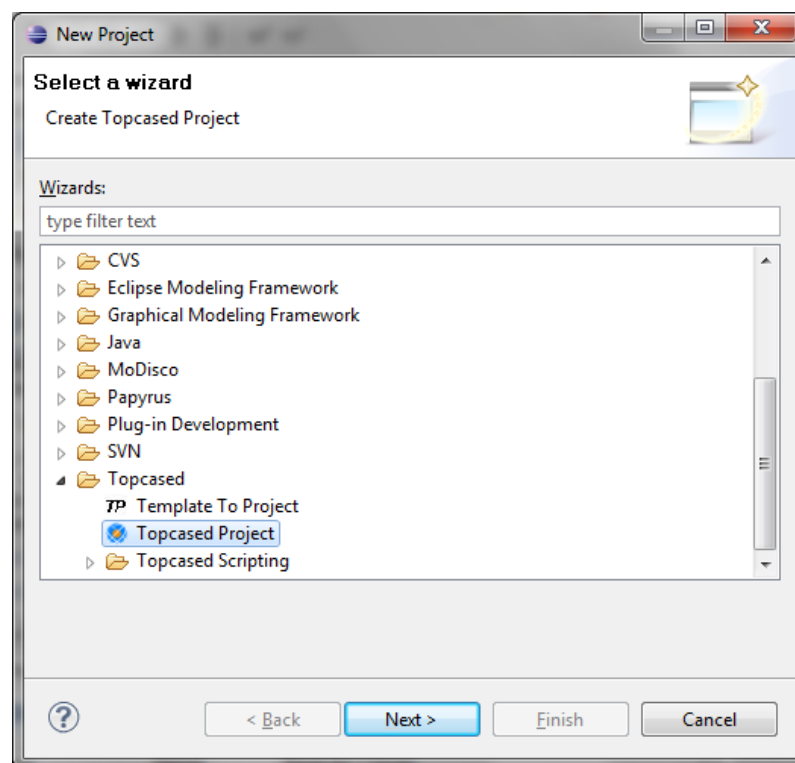 New Project
Select a wizard
Create Topcased Project
Wizards:
type filter text
CVS
Eclipse Modeling Framework
Graphical Modeling Framework
Java
MoDisco
Papyrus
Plug-in Development
SVN
Topcased
TP Template To Project
Topcased Project
Topcased Scripting
? < Back Next > Finish Cancel